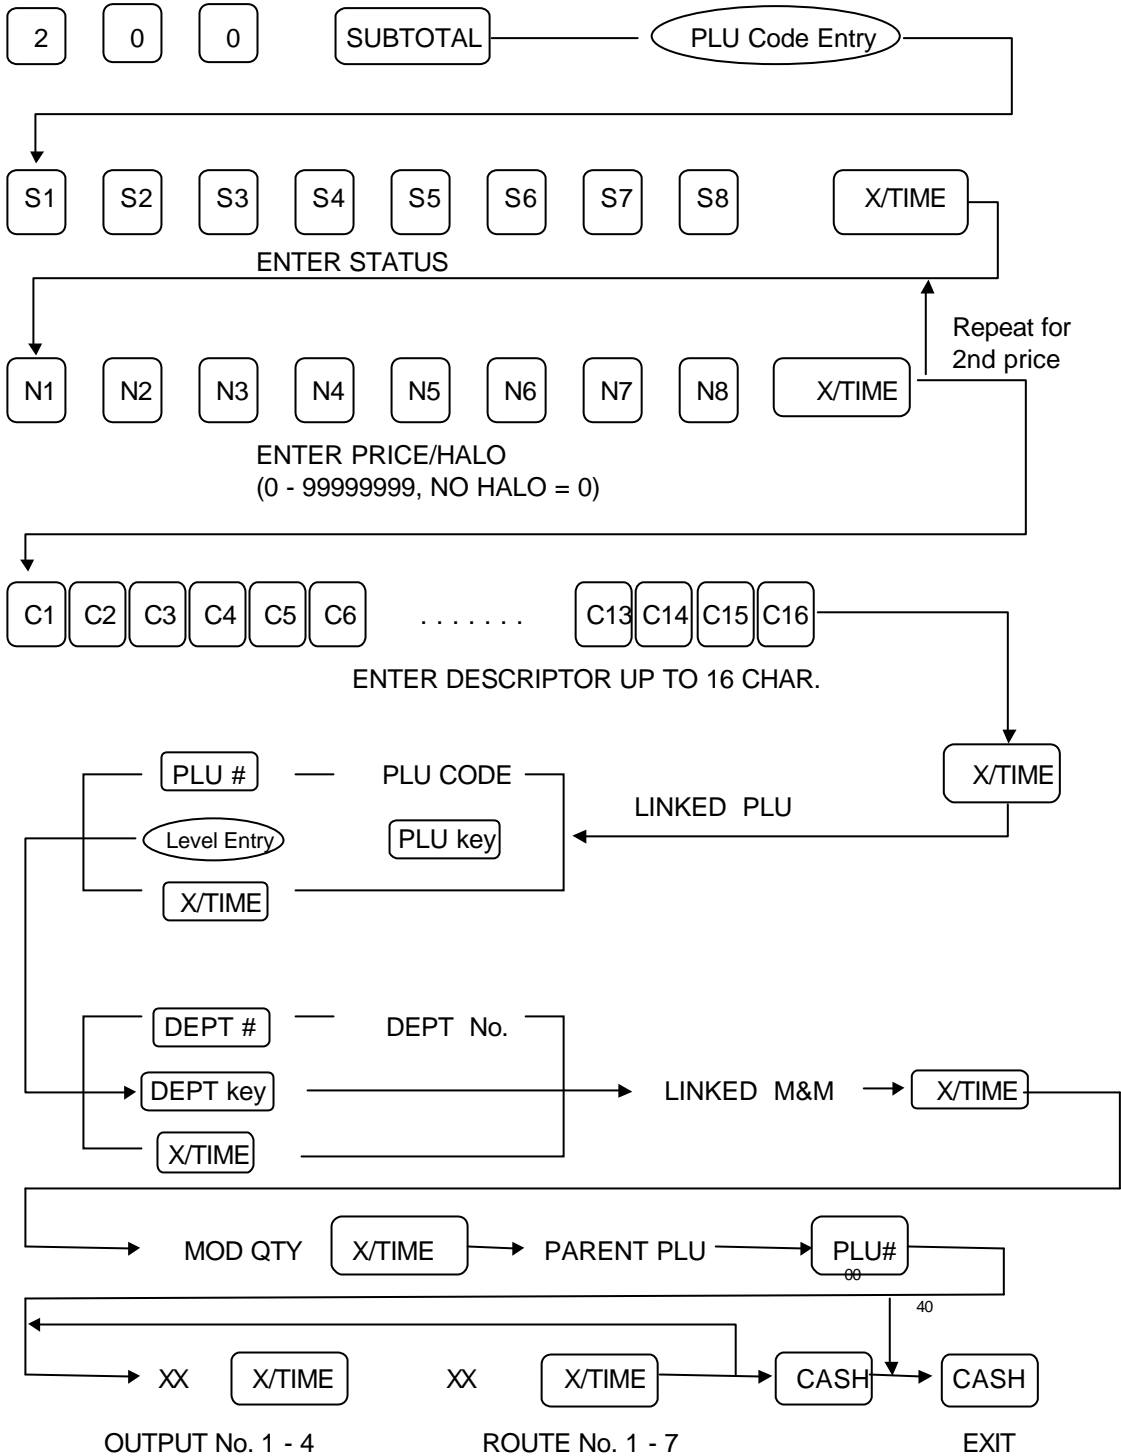 2 0 0 SUBTOTAL PLU Code Entry
S1 S2 S3 S4 S5 S6 S7 S8 X/TIME
ENTER STATUS
Repeat for
2nd price
N1 N2 N3 N4 N5 N6 N7 N8 X/TIME
ENTER PRICE/HALO
(0 - 99999999, NO HALO = 0)
C1 C2 C3 C4 C5 C6 . . . . . . . C13 C14 C15 C16
ENTER DESCRIPTOR UP TO 16 CHAR.
PLU # PLU CODE X/TIME
LINKED PLU
Level Entry PLU key
X/TIME
DEPT # DEPT No.
DEPT key LINKED M&M X/TIME
X/TIME
MOD QTY X/TIME PARENT PLU PLU#
00
40
XX X/TIME XX X/TIME CASH CASH
OUTPUT No. 1 - 4 ROUTE No. 1 - 7 EXIT